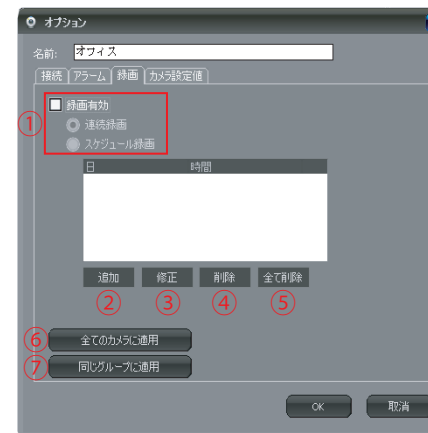 オプション
名前: オフィス
接続 アラーム 録画 カメラ設定値
① 録画有効
連続録画
スケジュール録画
日 時間
追加 修正 削除 全て削除
② ③ ④ ⑤
⑥ 全てのカメラに適用
⑦ 同じグループに適用
OK 取消